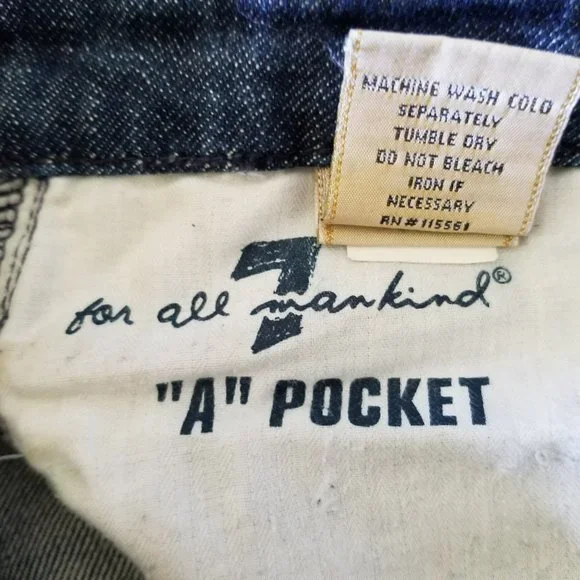 MACHINE WASH COLD
SEPARATELY
TUMBLE DRY
DO NOT BLEACH
IRON IF
NECESSARY
RN # 115561
7
for all mankind®
"A" POCKET